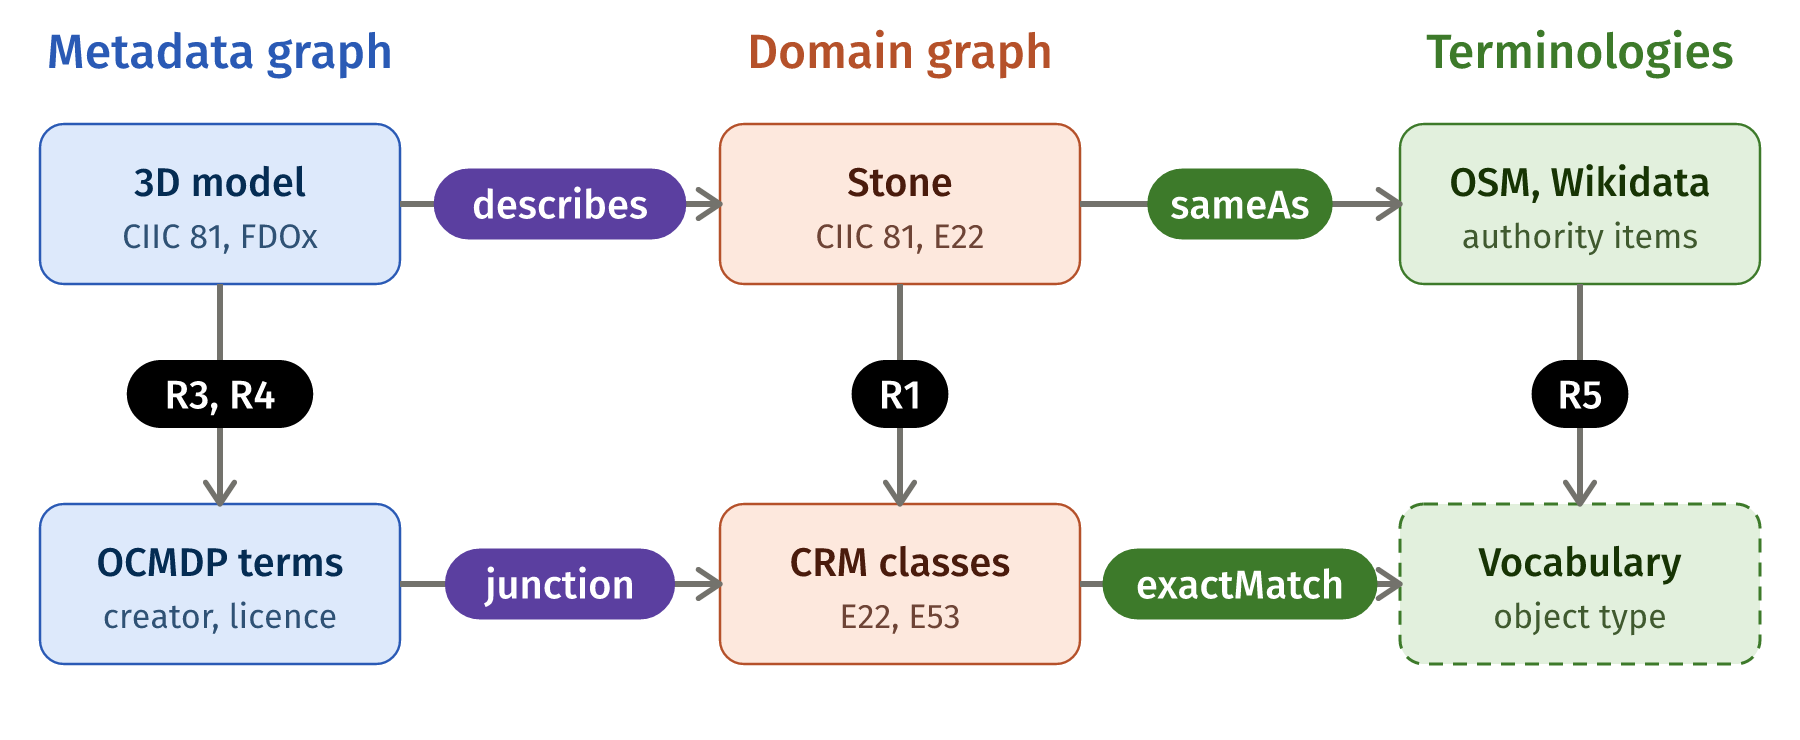 Metadata graph
Domain graph
Terminologies
3D model
CIIC 81, FDOx
describes
Stone
CIIC 81, E22
sameAs
OSM, Wikidata
authority items
R3, R4
R1
R5
OCMDP terms
creator, licence
junction
CRM classes
E22, E53
exactMatch
Vocabulary
object type